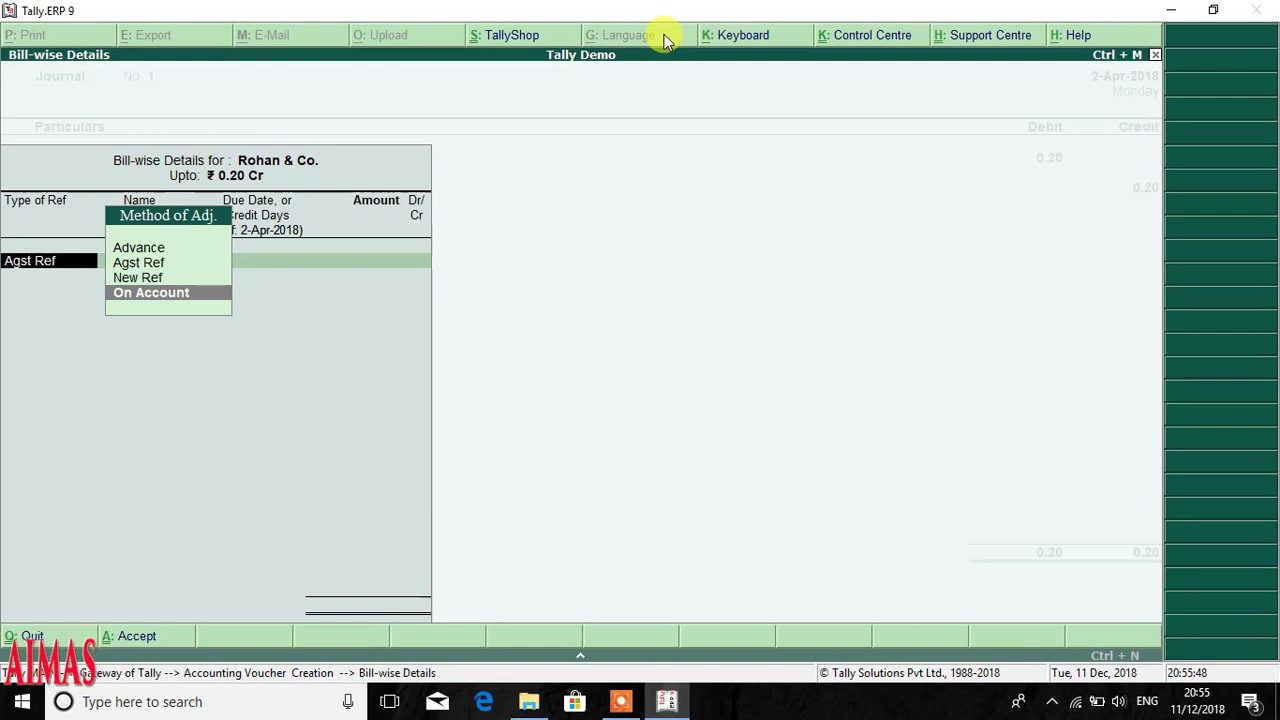 Tally.ERP 9
P: Print E: Export M: E-Mail O: Upload S: TallyShop G: Language K: Keyboard K: Control Centre H: Support Centre H: Help
Bill-wise Details Tally Demo Ctrl + M
Journal No. 1 2-Apr-2018
Monday
Particulars Debit Credit
0.20
0.20
Bill-wise Details for : Rohan & Co.
Upto: ₹ 0.20 Cr
Type of Ref Name Due Date, or Amount Dr/
Credit Days Cr
f: 2-Apr-2018)
Method of Adj.
Advance
Agst Ref
Agst Ref
New Ref
On Account
0.20 0.20
Q: Quit A: Accept
Ctrl + N
AIMAS
Gateway of Tally --> Accounting Voucher Creation --> Bill-wise Details © Tally Solutions Pvt Ltd., 1988-2018 Tue, 11 Dec, 2018 20:55:48
Type here to search ENG 20:55
11/12/2018
3